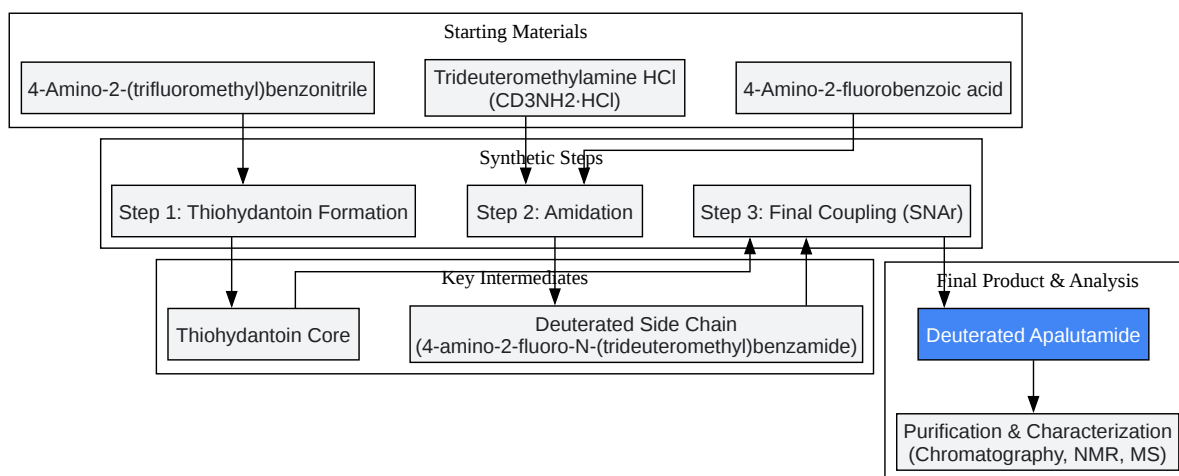 Starting Materials
4-Amino-2-(trifluoromethyl)benzonitrile
Trideuteromethylamine HCl
(CD3NH2·HCl)
4-Amino-2-fluorobenzoic acid
Synthetic Steps
Step 1: Thiohydantoin Formation
Step 2: Amidation
Step 3: Final Coupling (SNAr)
Key Intermediates
Thiohydantoin Core
Deuterated Side Chain
(4-amino-2-fluoro-N-(trideuteromethyl)benzamide)
Final Product & Analysis
Deuterated Apalutamide
Purification & Characterization
(Chromatography, NMR, MS)